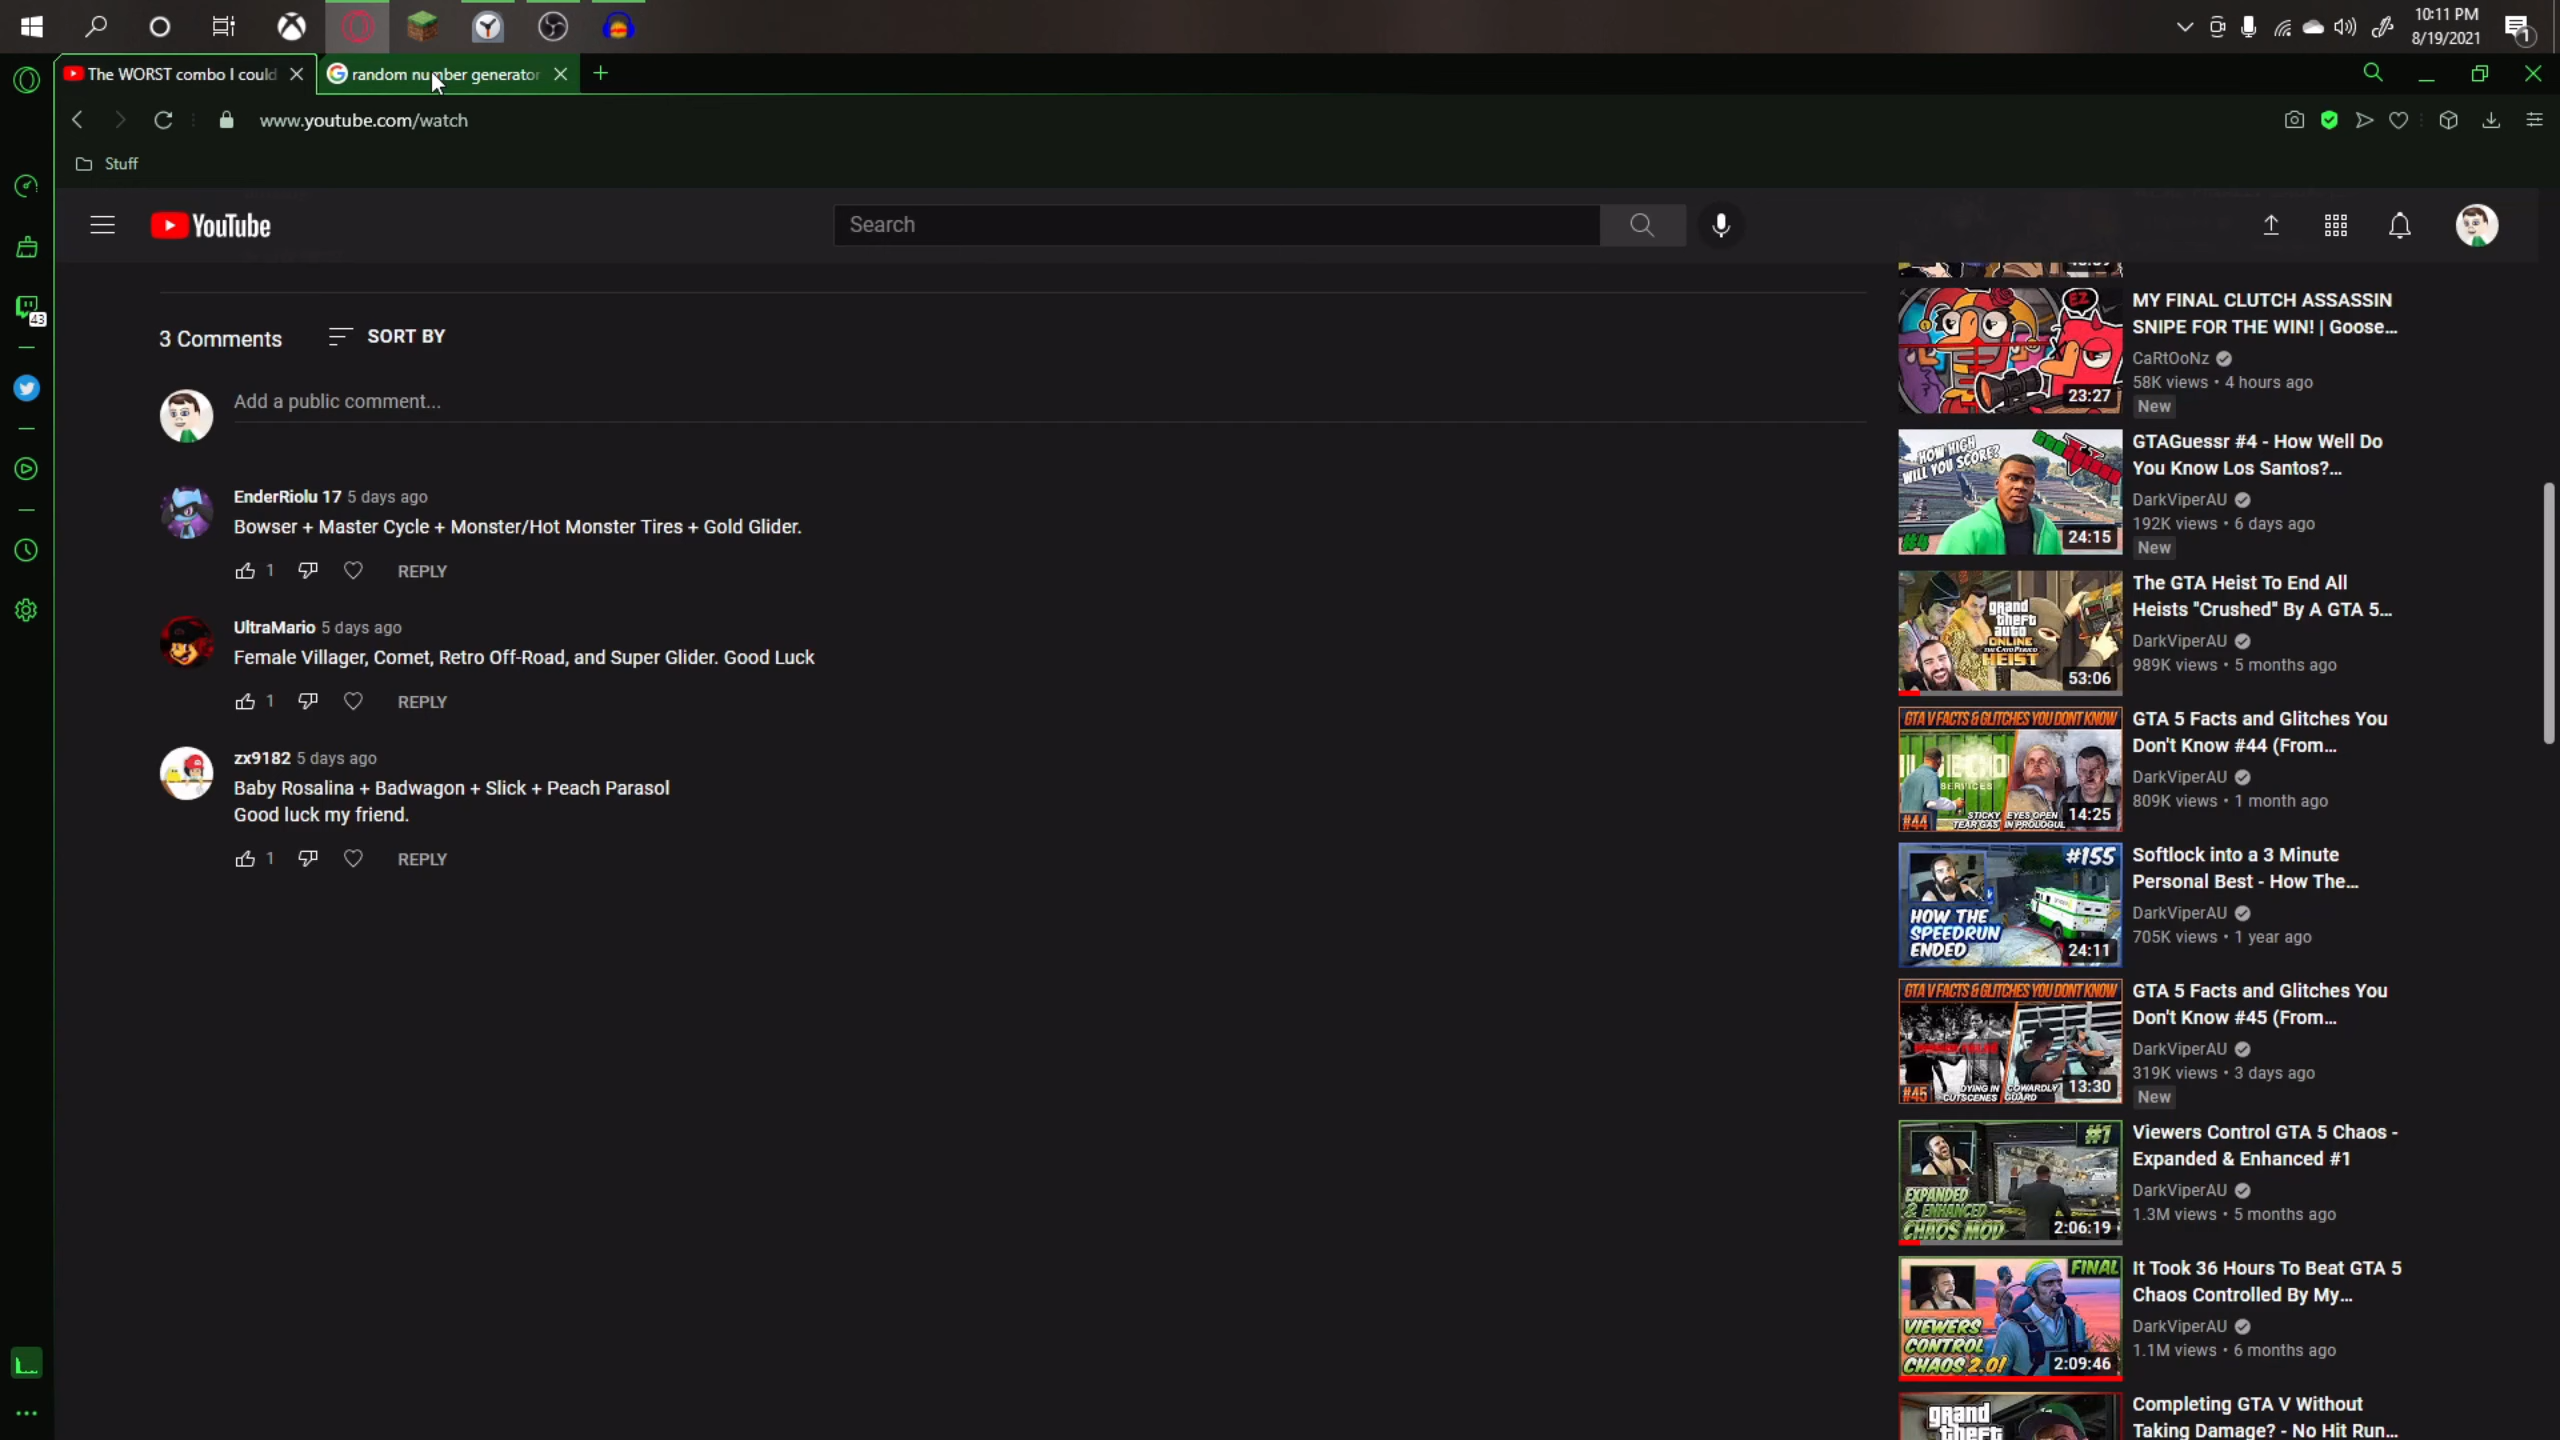 10:11 PM
8/19/2021
1
The WORST combo I could
random number generator
www.youtube.com/watch
Stuff
43
YouTube
Search
3 Comments
SORT BY
Add a public comment...
EnderRiolu 17 5 days ago
Bowser + Master Cycle + Monster/Hot Monster Tires + Gold Glider.
1
REPLY
UltraMario 5 days ago
Female Villager, Comet, Retro Off-Road, and Super Glider. Good Luck
1
REPLY
zx9182 5 days ago
Baby Rosalina + Badwagon + Slick + Peach Parasol
Good luck my friend.
1
REPLY
EZ
23:27
MY FINAL CLUTCH ASSASSIN
SNIPE FOR THE WIN! | Goose...
CaRtOoNz
58K views • 4 hours ago
New
HOW HIGH
WILL YOU SCORE?
#4
24:15
GTAGuessr #4 - How Well Do
You Know Los Santos?...
DarkViperAU
192K views • 6 days ago
New
grand
theft
auto
ONLINE
HEIST
53:06
The GTA Heist To End All
Heists "Crushed" By A GTA 5...
DarkViperAU
989K views • 5 months ago
GTA V FACTS & GLITCHES YOU DONT KNOW
SERVICES
#44
STICKY
TEAR GAS
EYES OPEN
IN PROLOGUE
14:25
GTA 5 Facts and Glitches You
Don't Know #44 (From...
DarkViperAU
809K views • 1 month ago
#155
HOW THE
SPEEDRUN
ENDED
24:11
Softlock into a 3 Minute
Personal Best - How The...
DarkViperAU
705K views • 1 year ago
GTA V FACTS & GLITCHES YOU DONT KNOW
#45
DYING IN
CUTSCENES
COWARDLY
GUARD
13:30
GTA 5 Facts and Glitches You
Don't Know #45 (From...
DarkViperAU
319K views • 3 days ago
New
#1
EXPANDED
& ENHANCED
CHAOS MOD
2:06:19
Viewers Control GTA 5 Chaos -
Expanded & Enhanced #1
DarkViperAU
1.3M views • 5 months ago
FINAL
VIEWERS
CONTROL
CHAOS 2.0!
2:09:46
It Took 36 Hours To Beat GTA 5
Chaos Controlled By My...
DarkViperAU
1.1M views • 6 months ago
grand
theft
Completing GTA V Without
Taking Damage? - No Hit Run...